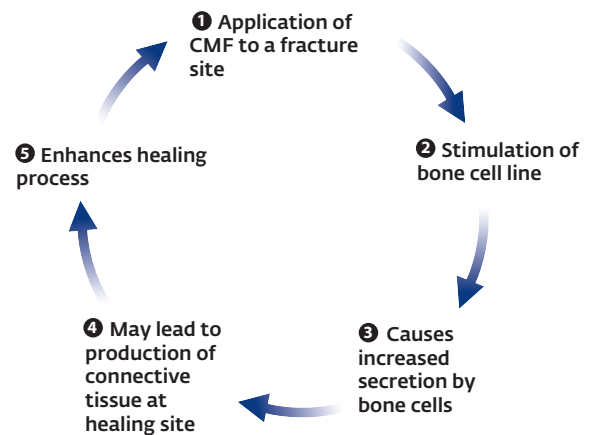 ❶ Application of
CMF to a fracture
site
❷ Stimulation of
bone cell line
❸ Causes
increased
secretion by
bone cells
❹ May lead to
production of
connective
tissue at
healing site
❺ Enhances healing
process